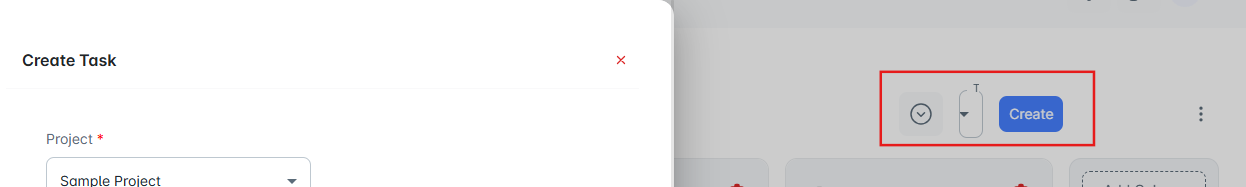 Create Task
Project *
Sample Project
T
Create